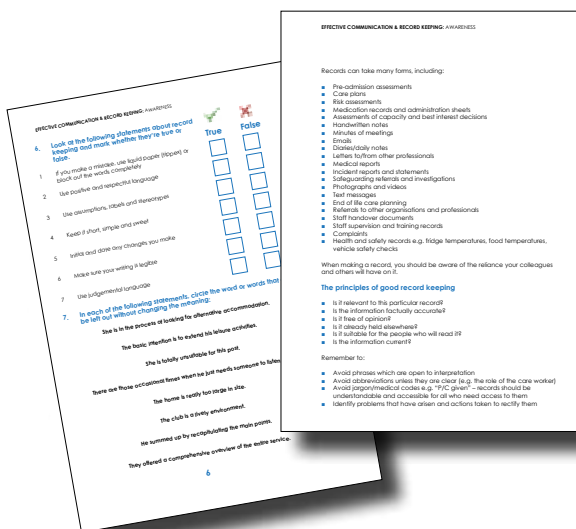 EFFECTIVE COMMUNICATION & RECORD KEEPING: AWARENESS
6. Look at the following statements about record
keeping and mark whether they're true or
false.
True False
1 If you make a mistake, use liquid paper (Tippex) or
block out the words completely
2 Use positive and respectful language
3 Use assumptions, labels and stereotypes
4 Keep it short, simple and sweet
5 Initial and date any changes you make
6 Make sure your writing is legible
7 Use judgemental language
7. In each of the following statements, circle the word or words that
be left out without changing the meaning:
She is in the process of looking for alternative accommodation.
The basic intention is to extend his leisure activities.
She is totally unsuitable for this post.
There are those occasional times when he just needs someone to listen
The home is really too large in size.
The club is a lively environment.
He summed up by recapitulating the main points.
They offered a comprehensive overview of the entire service.
6
EFFECTIVE COMMUNICATION & RECORD KEEPING: AWARENESS
Records can take many forms, including:
Pre-admission assessments
Care plans
Risk assessments
Medication records and administration sheets
Assessments of capacity and best interest decisions
Handwritten notes
Minutes of meetings
Emails
Diaries/daily notes
Letters to/from other professionals
Medical reports
Incident reports and statements
Safeguarding referrals and investigations
Photographs and videos
Text messages
End of life care planning
Referrals to other organisations and professionals
Staff handover documents
Staff supervision and training records
Complaints
Health and safety records e.g. fridge temperatures, food temperatures,
vehicle safety checks
When making a record, you should be aware of the reliance your colleagues
and others will have on it.
The principles of good record keeping
Is it relevant to this particular record?
Is the information factually accurate?
Is it free of opinion?
Is it already held elsewhere?
Is it suitable for the people who will read it?
Is the information current?
Remember to:
Avoid phrases which are open to interpretation
Avoid abbreviations unless they are clear (e.g. the role of the care worker)
Avoid jargon/medical codes e.g. "P/C given" – records should be
understandable and accessible for all who need access to them
Identify problems that have arisen and actions taken to rectify them